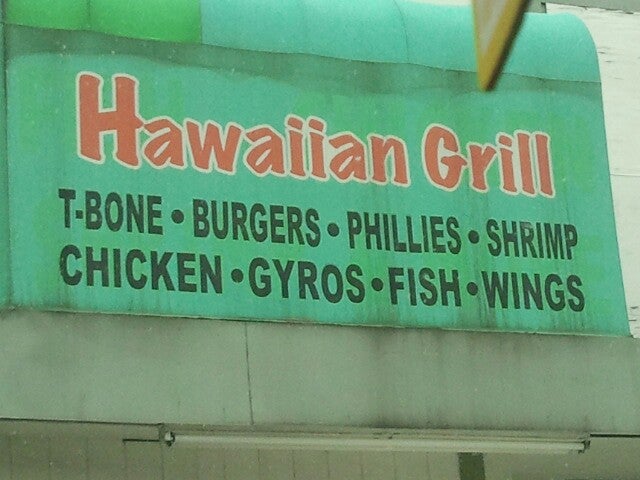 Hawaiian Grill
T-BONE • BURGERS • PHILLIES • SHRIMP
CHICKEN • GYROS • FISH • WINGS